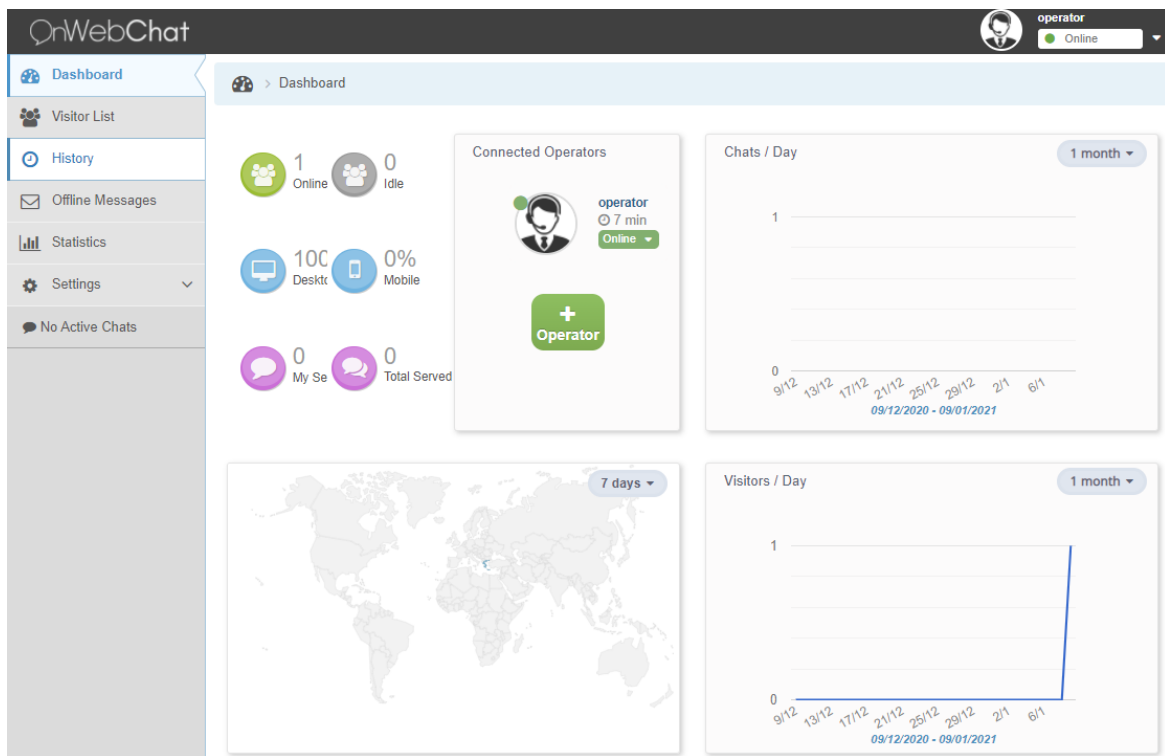 OnWebChat
operator
Online
Dashboard
Visitor List
History
Offline Messages
Statistics
Settings
No Active Chats
Dashboard
1
Online
0
Idle
100
Deskt
0%
Mobile
0
My Se
0
Total Served
Connected Operators
operator
7 min
Online
+
Operator
Chats / Day
1 month
1
0
9/12 13/12 17/12 21/12 25/12 29/12 2/1 6/1
09/12/2020 - 09/01/2021
7 days
Visitors / Day
1 month
1
0
9/12 13/12 17/12 21/12 25/12 29/12 2/1 6/1
09/12/2020 - 09/01/2021